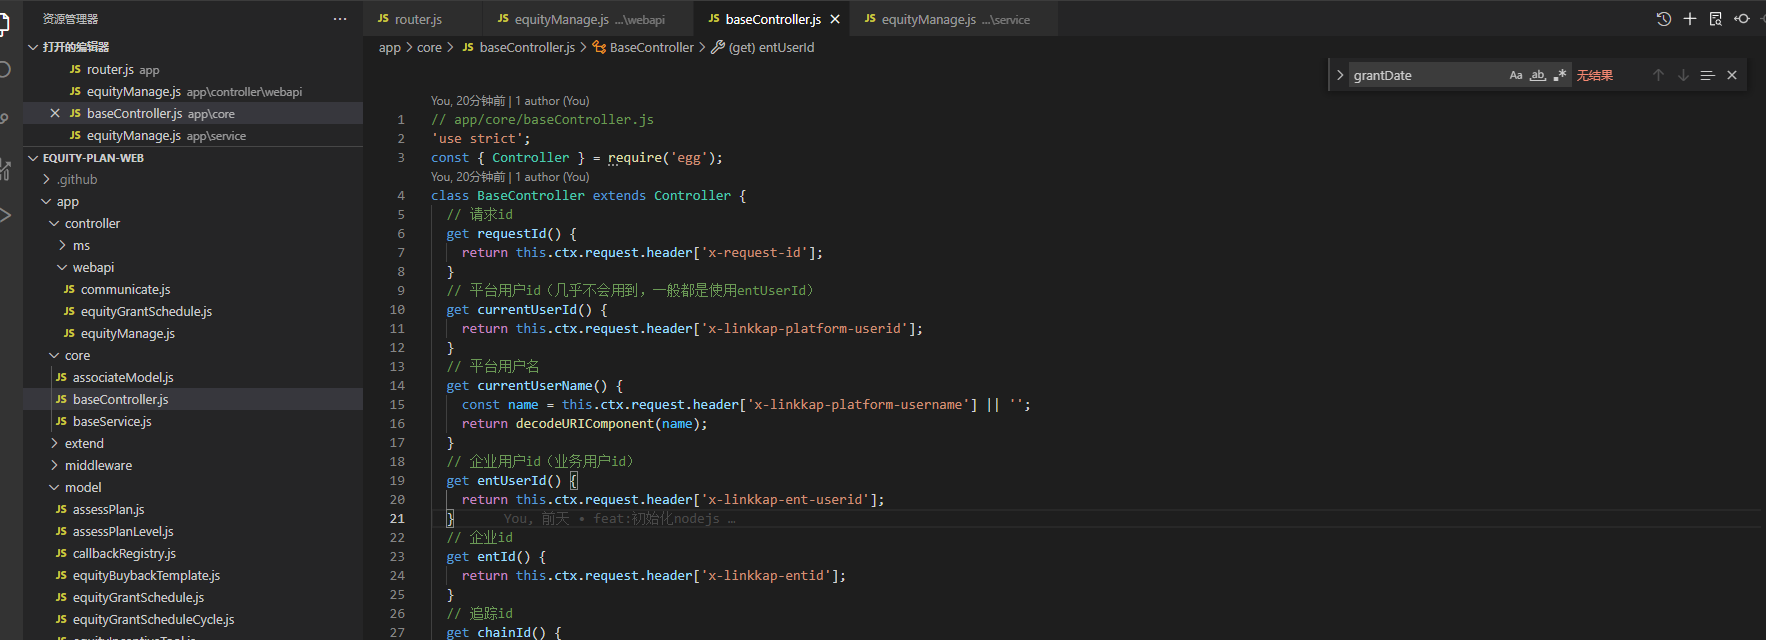 资源管理器 ···
打开的编辑器
JS router.js app
JS equityManage.js app\controller\webapi
× JS baseController.js app\core
JS equityManage.js app\service
EQUITY-PLAN-WEB
.github
app
controller
ms
webapi
JS communicate.js
JS equityGrantSchedule.js
JS equityManage.js
core
JS associateModel.js
JS baseController.js
JS baseService.js
extend
middleware
model
JS assessPlan.js
JS assessPlanLevel.js
JS callbackRegistry.js
JS equityBuybackTemplate.js
JS equityGrantSchedule.js
JS equityGrantScheduleCycle.js
JS router.js
JS equityManage.js ...\webapi
JS baseController.js ×
JS equityManage.js ...\service
app > core > JS baseController.js > BaseController > (get) entUserId
grantDate Aa ab .* 无结果
You, 20分钟前 | 1 author (You)
1 // app/core/baseController.js
2 'use strict';
3 const { Controller } = require('egg');
You, 20分钟前 | 1 author (You)
4 class BaseController extends Controller {
5 // 请求id
6 get requestId() {
7 return this.ctx.request.header['x-request-id'];
8 }
9 // 平台用户id（几乎不会用到，一般都是使用entUserId）
10 get currentUserId() {
11 return this.ctx.request.header['x-linkkap-platform-userid'];
12 }
13 // 平台用户名
14 get currentUserName() {
15 const name = this.ctx.request.header['x-linkkap-platform-username'] || '';
16 return decodeURIComponent(name);
17 }
18 // 企业用户id（业务用户id）
19 get entUserId() {
20 return this.ctx.request.header['x-linkkap-ent-userid'];
21 } You, 前天 • feat:初始化nodejs …
22 // 企业id
23 get entId() {
24 return this.ctx.request.header['x-linkkap-entid'];
25 }
26 // 追踪id
27 get chainId() {